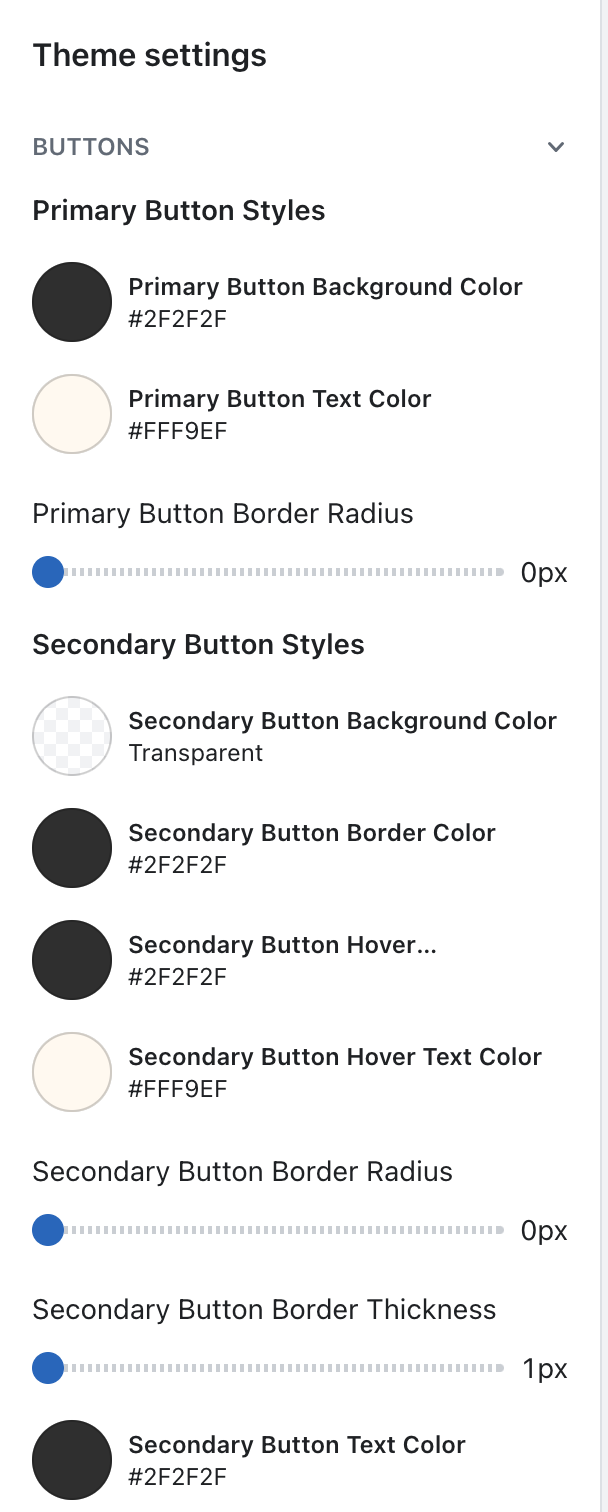 Theme settings
BUTTONS
Primary Button Styles
Primary Button Background Color
#2F2F2F
Primary Button Text Color
#FFF9EF
Primary Button Border Radius
0px
Secondary Button Styles
Secondary Button Background Color
Transparent
Secondary Button Border Color
#2F2F2F
Secondary Button Hover...
#2F2F2F
Secondary Button Hover Text Color
#FFF9EF
Secondary Button Border Radius
0px
Secondary Button Border Thickness
1px
Secondary Button Text Color
#2F2F2F